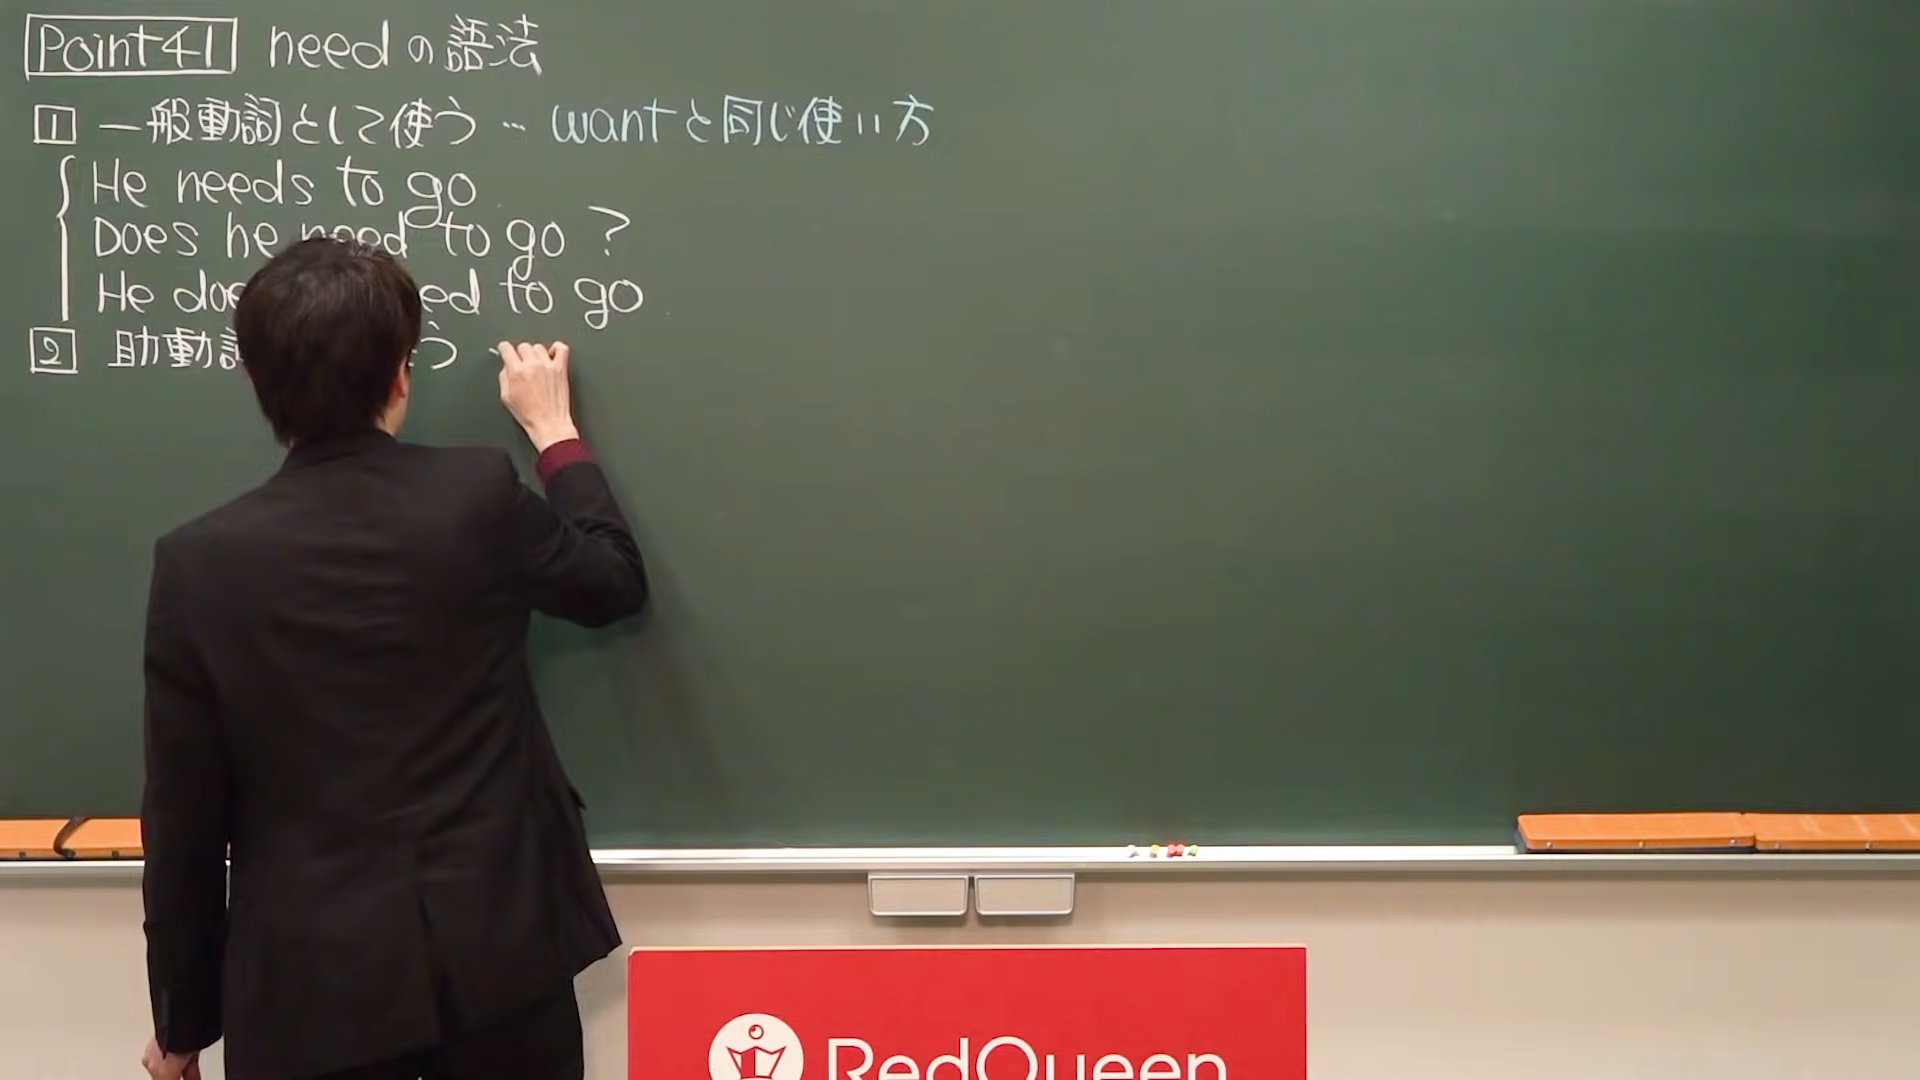 Point41 needの語法
1 一般動詞として使う … wantと同じ使い方
He needs to go
Does he need to go ?
He does ed to go
2 助動詞 う
RedQueen